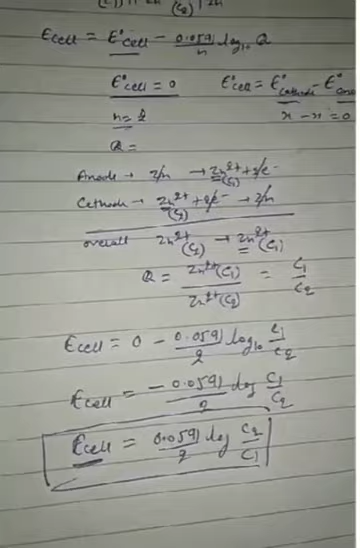 Ecell = E°cell - 0.0591/n log10 Q
E°cell = 0 E°cell = E°cathode - E°
n = 2 x - x = 0
Q =
Anode → Zn → Zn2+ (C1) + 2e-
Cathode → Zn2+ (C2) + 2e- → Zn
overall Zn2+ (C2) → Zn2+ (C1)
Q = Zn2+(C1) / Zn2+(C2) = C1/C2
Ecell = 0 - 0.0591/2 log10 C1/C2
Ecell = -0.0591/2 log C1/C2
Ecell = 0.0591/2 log C2/C1